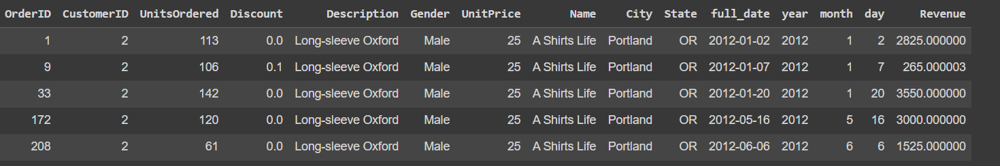 OrderID CustomerID UnitsOrdered Discount Description Gender UnitPrice Name City State full_date year month day Revenue
1 2 113 0.0 Long-sleeve Oxford Male 25 A Shirts Life Portland OR 2012-01-02 2012 1 2 2825.000000
9 2 106 0.1 Long-sleeve Oxford Male 25 A Shirts Life Portland OR 2012-01-07 2012 1 7 265.000003
33 2 142 0.0 Long-sleeve Oxford Male 25 A Shirts Life Portland OR 2012-01-20 2012 1 20 3550.000000
172 2 120 0.0 Long-sleeve Oxford Male 25 A Shirts Life Portland OR 2012-05-16 2012 5 16 3000.000000
208 2 61 0.0 Long-sleeve Oxford Male 25 A Shirts Life Portland OR 2012-06-06 2012 6 6 1525.000000